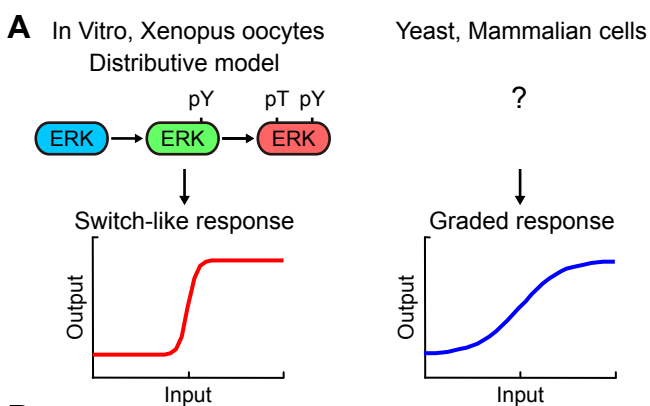 A
In Vitro, Xenopus oocytes
Distributive model
pY
pT pY
ERK
ERK
ERK
Switch-like response
Output
Input
Yeast, Mammalian cells
?
Graded response
Output
Input